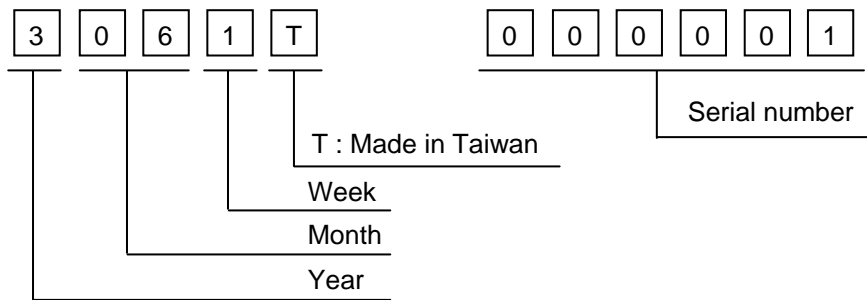 3 0 6 1 T 0 0 0 0 0 1
Serial number
T : Made in Taiwan
Week
Month
Year